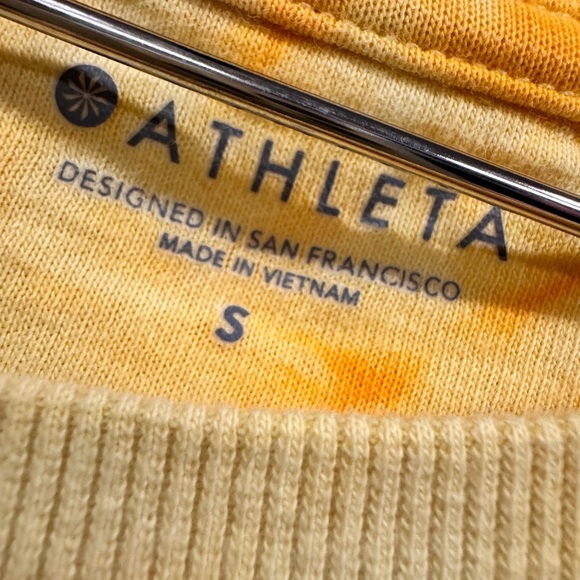 ATHLETA
DESIGNED IN SAN FRANCISCO
MADE IN VIETNAM
S